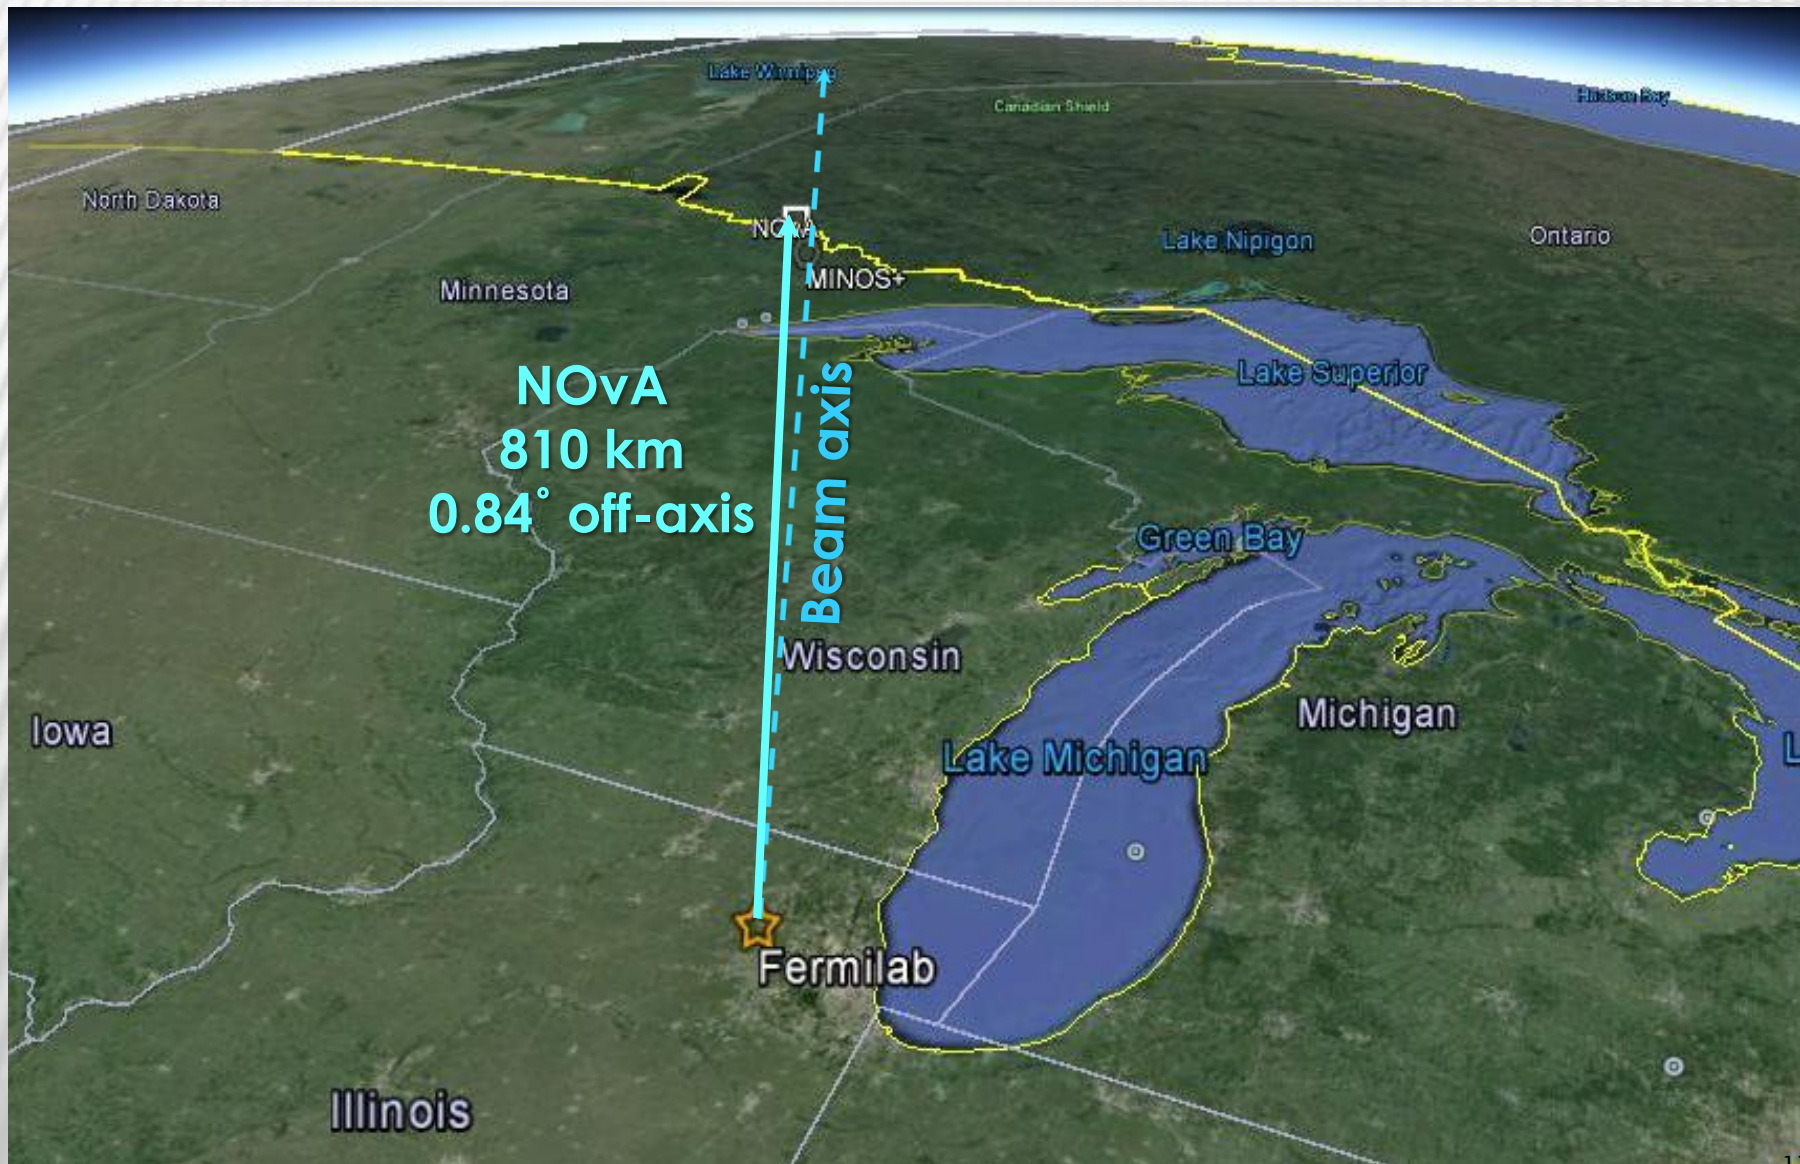 Lake Winnipeg
Canadian Shield
Hudson Bay
North Dakota
NOvA
Lake Nipigon
Ontario
MINOS+
Minnesota
NOvA
810 km
0.84° off-axis
Beam axis
Lake Superior
Green Bay
Wisconsin
Michigan
Iowa
Lake Michigan
L
Fermilab
Illinois